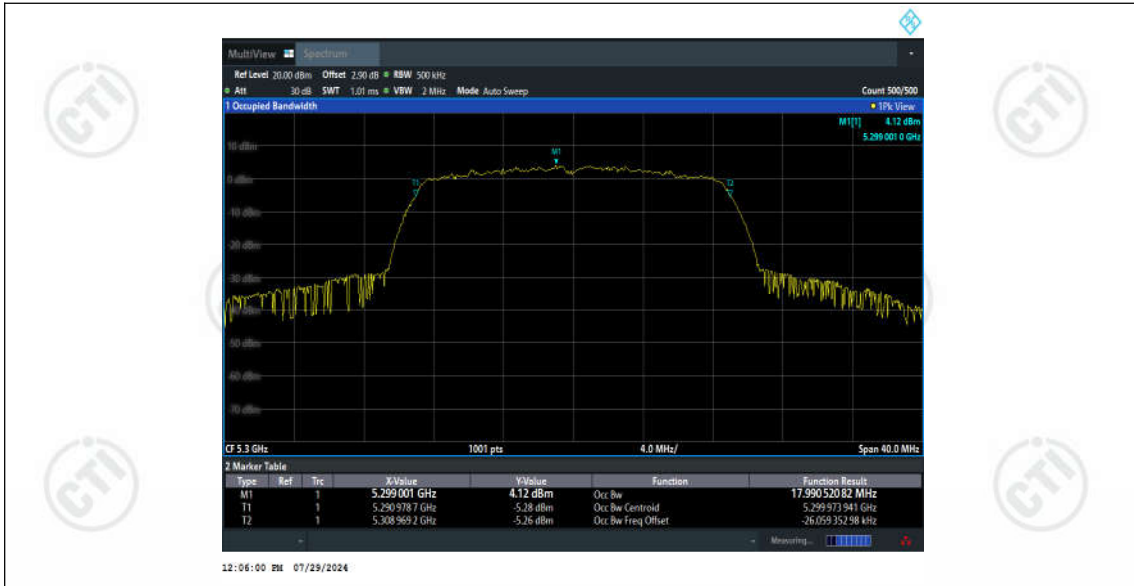 MultiView Spectrum
Ref Level 20.00 dBm Offset 2.90 dB RBW 500 kHz
Att 30 dB SWT 1.01 ms VBW 2 MHz Mode Auto Sweep Count 500/500
1 Occupied Bandwidth 1Pk View
M1[1] 4.12 dBm
5.299 001 0 GHz
M1
10 dBm
0 dBm
T1 T2
-10 dBm
-20 dBm
-30 dBm
-40 dBm
-50 dBm
-60 dBm
-70 dBm
CF 5.3 GHz 1001 pts 4.0 MHz/ Span 40.0 MHz
2 Marker Table
Type Ref Trc X-Value Y-Value Function Function Result
M1 1 5.299 001 GHz 4.12 dBm Occ Bw 17.990 520 82 MHz
T1 1 5.290 978 7 GHz -5.28 dBm Occ Bw Centroid 5.299 973 941 GHz
T2 1 5.308 969 2 GHz -5.26 dBm Occ Bw Freq Offset -26.059 352 98 kHz
Measuring...
12:06:00 PM 07/29/2024
CTI
CTI
CTI
CTI